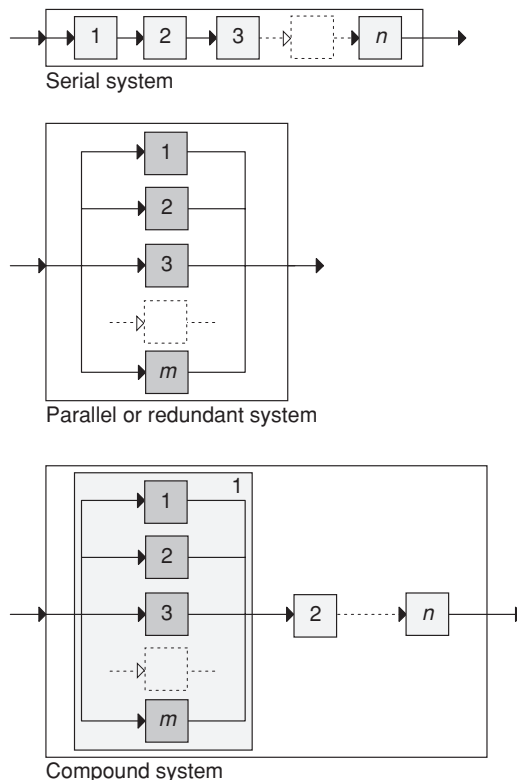 1 2 3 n
Serial system
1
2
3
m
Parallel or redundant system
1
1
2
3 2 n
m
Compound system